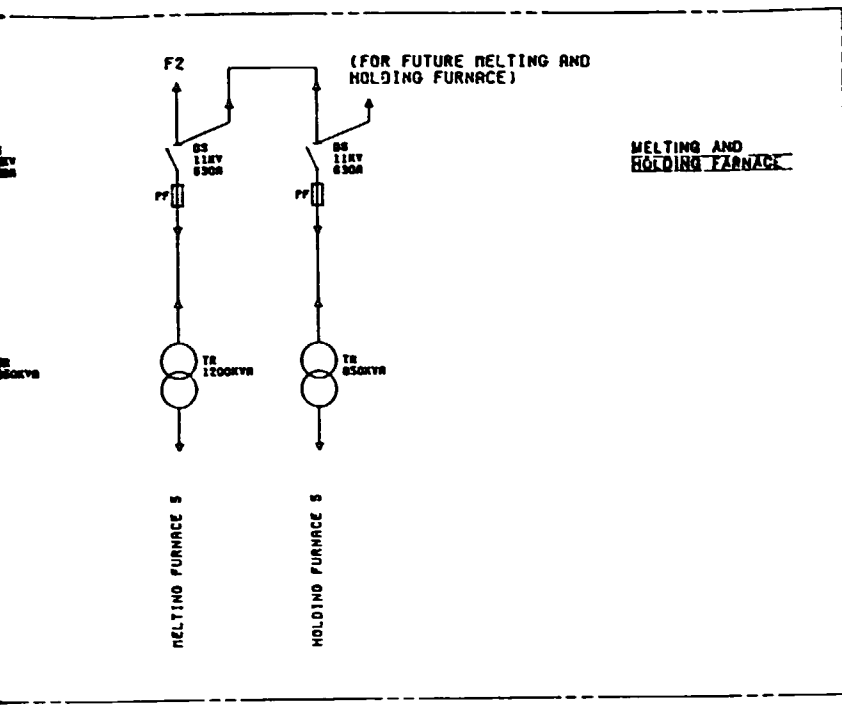 F2
(FOR FUTURE MELTING AND
HOLDING FURNACE)
DS
11KV
630A
DS
11KV
630A
MELTING AND
HOLDING FARNACE
PF
PF
TR
1200KVA
TR
850KVA
MELTING FURNACE 5
HOLDING FURNACE 5